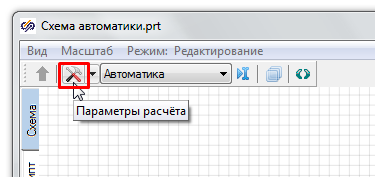 Схема автоматики.prt
Вид Масштаб Режим: Редактирование
Автоматика
Параметры расчёта
Схема